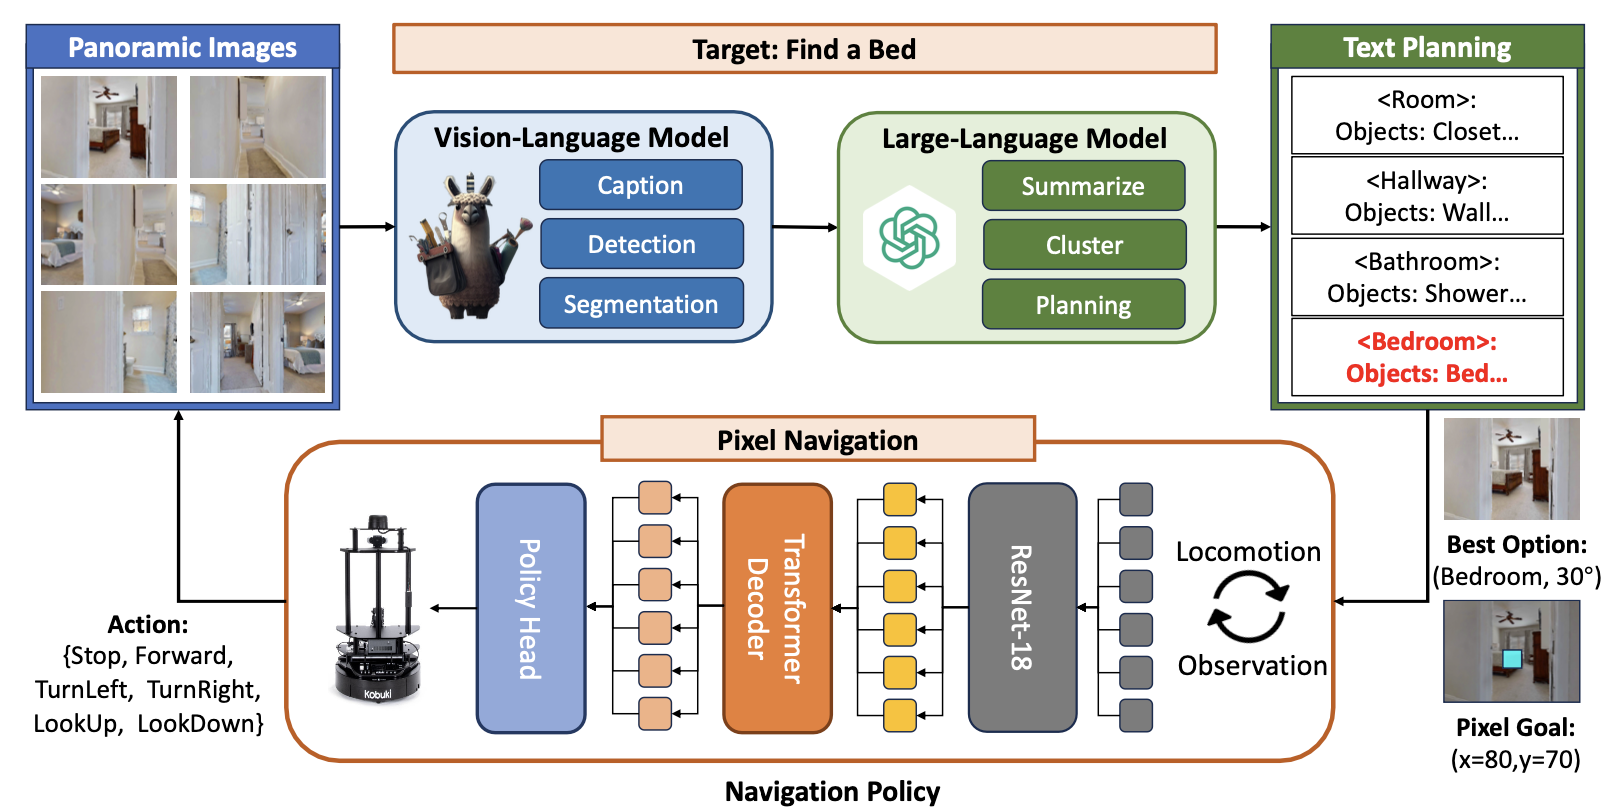 Panoramic Images
Target: Find a Bed
Text Planning
Vision-Language Model
Caption
Detection
Segmentation
Large-Language Model
Summarize
Cluster
Planning
<Room>:
Objects: Closet...
<Hallway>:
Objects: Wall...
<Bathroom>:
Objects: Shower...
<Bedroom>:
Objects: Bed...
Pixel Navigation
Best Option:
(Bedroom, 30°)
Pixel Goal:
(x=80,y=70)
Locomotion
Observation
ResNet-18
Transformer
Decoder
Policy Head
Kobuki
Action:
{Stop, Forward,
TurnLeft, TurnRight,
LookUp, LookDown}
Navigation Policy